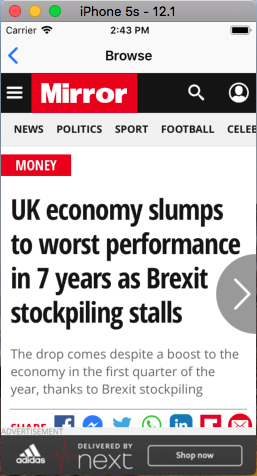 iPhone 5s - 12.1
Carrier 2:43 PM
Browse
Mirror
NEWS POLITICS SPORT FOOTBALL CELEB
MONEY
UK economy slumps
to worst performance
in 7 years as Brexit
stockpiling stalls
The drop comes despite a boost to the
economy in the first quarter of the
year, thanks to Brexit stockpiling
SHARE
ADVERTISEMENT
adidas
DELIVERED BY
next
Shop now